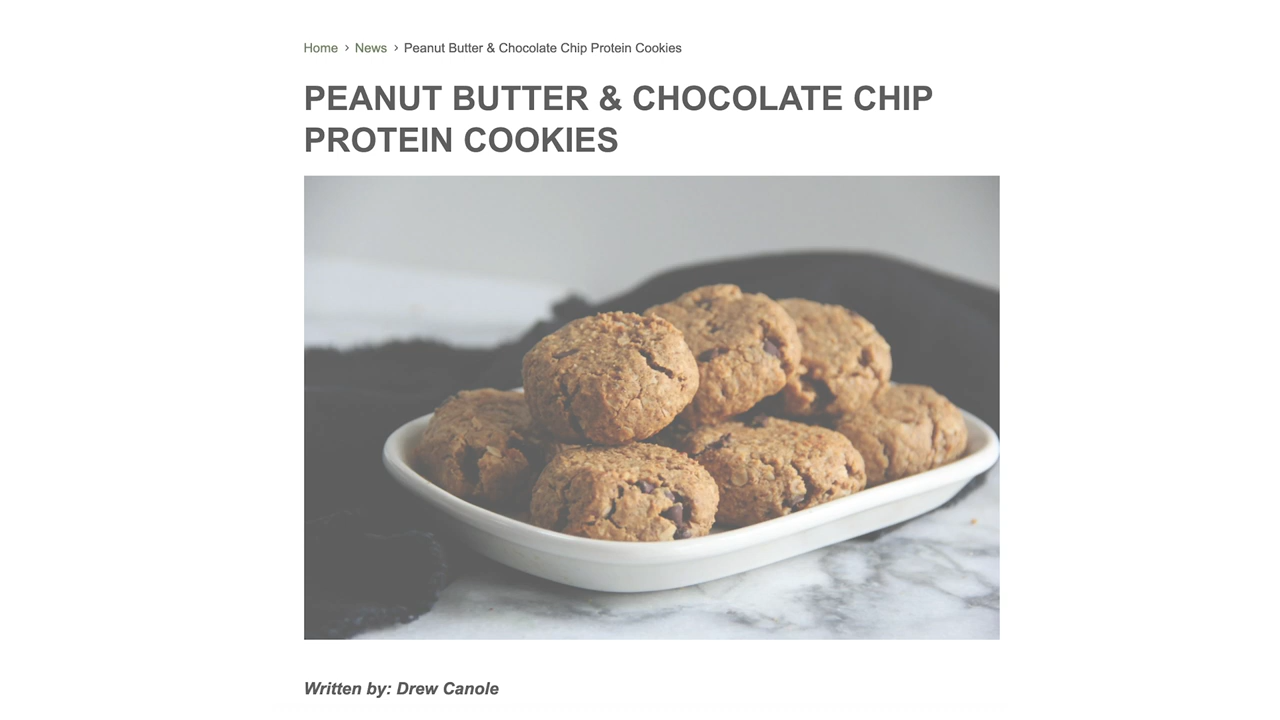 Home › News › Peanut Butter & Chocolate Chip Protein Cookies
PEANUT BUTTER & CHOCOLATE CHIP
PROTEIN COOKIES
Written by: Drew Canole